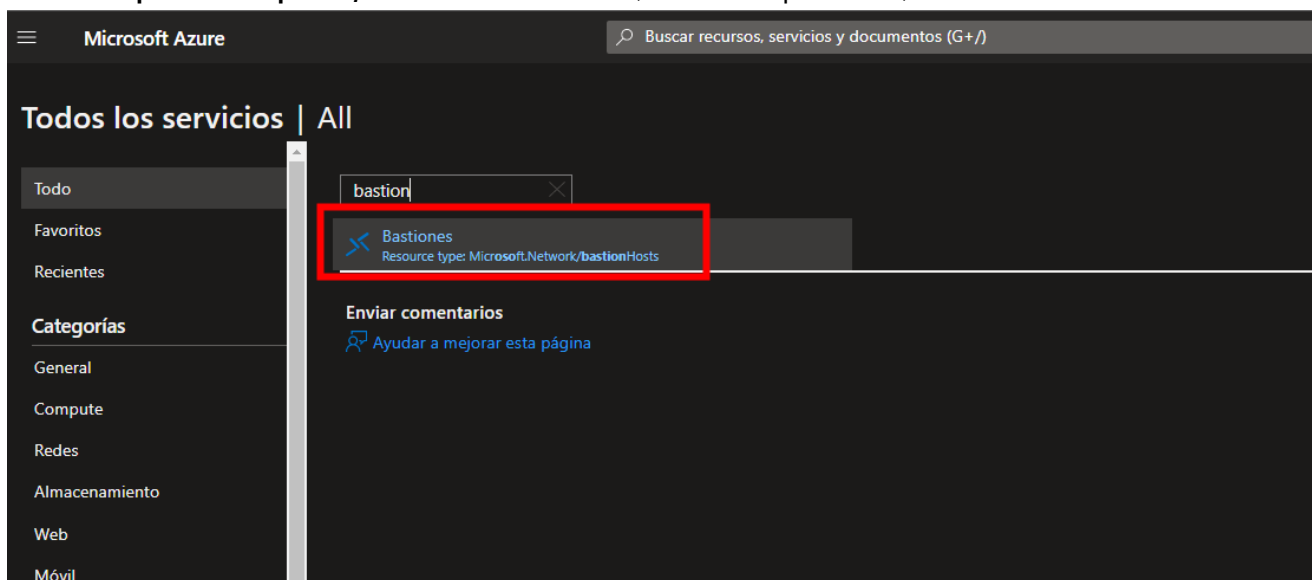 Microsoft Azure
Buscar recursos, servicios y documentos (G+/)
Todos los servicios | All
Todo
bastion
Favoritos
Bastiones
Resource type: Microsoft.Network/bastionHosts
Recientes
Enviar comentarios
Categorías
Ayudar a mejorar esta página
General
Compute
Redes
Almacenamiento
Web
Móvil